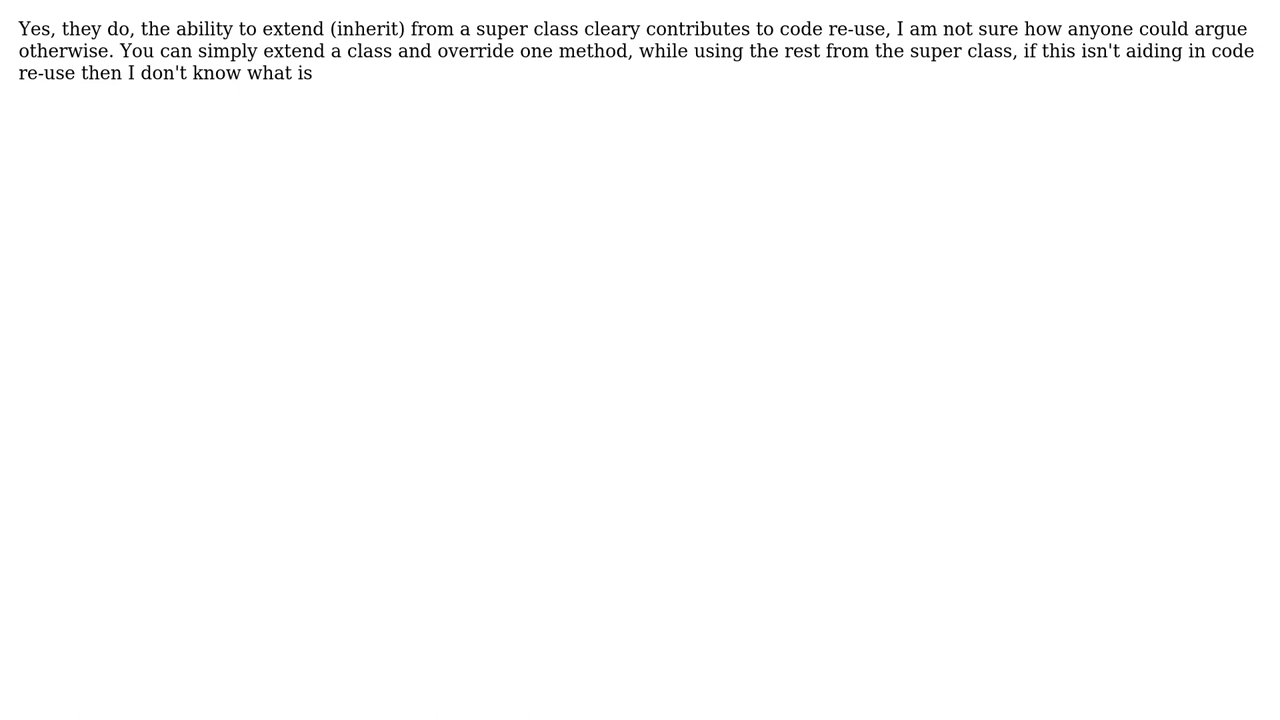 Yes, they do, the ability to extend (inherit) from a super class cleary contributes to code re-use, I am not sure how anyone could argue
otherwise. You can simply extend a class and override one method, while using the rest from the super class, if this isn't aiding in code
re-use then I don't know what is